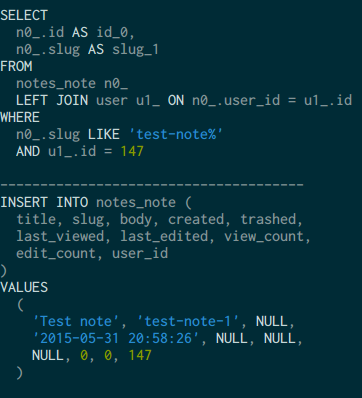 SELECT
  n0_.id AS id_0,
  n0_.slug AS slug_1
FROM
  notes_note n0_
  LEFT JOIN user u1_ ON n0_.user_id = u1_.id
WHERE
  n0_.slug LIKE 'test-note%'
  AND u1_.id = 147
-------------------------------------
INSERT INTO notes_note (
  title, slug, body, created, trashed,
  last_viewed, last_edited, view_count,
  edit_count, user_id
)
VALUES
  (
    'Test note', 'test-note-1', NULL,
    '2015-05-31 20:58:26', NULL, NULL,
    NULL, 0, 0, 147
  )